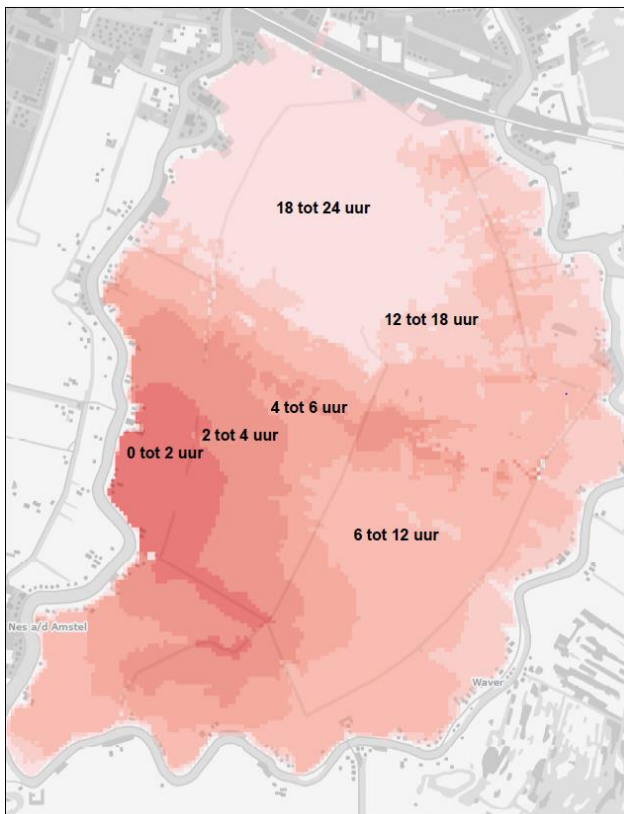 18 tot 24 uur
12 tot 18 uur
4 tot 6 uur
2 tot 4 uur
0 tot 2 uur
6 tot 12 uur
Nes a/d Amstel
Waver